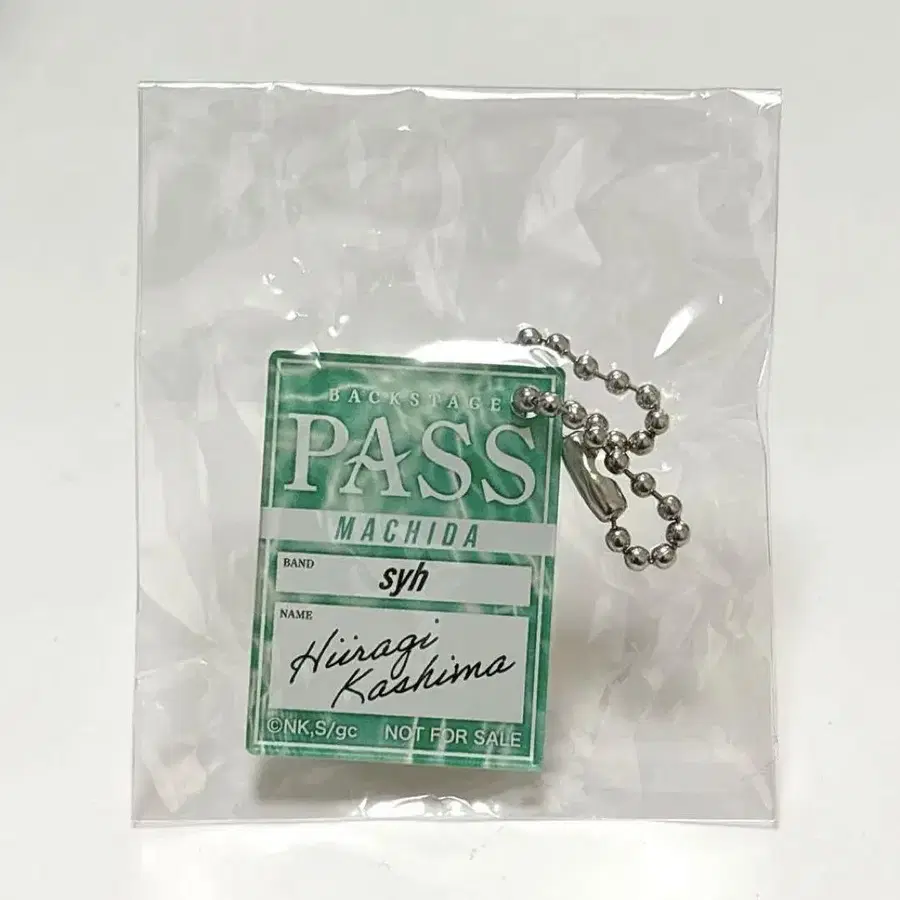 BACKSTAGE
PASS
MACHIDA
BAND
syh
NAME
Hiiragi
Kashima
©NK,S/gc NOT FOR SALE